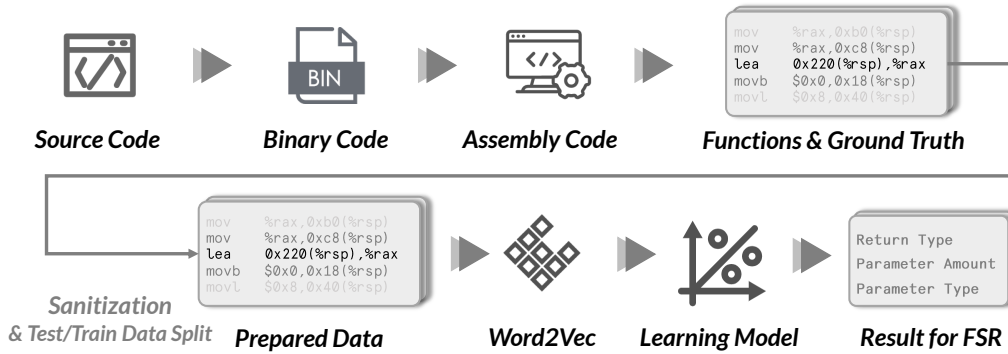 mov %rax,0xb0(%rsp)
mov %rax,0xc8(%rsp)
lea 0x220(%rsp),%rax
movb $0x0,0x18(%rsp)
movl $0x8,0x40(%rsp)
</>
BIN
</>
Source Code
Binary Code
Assembly Code
Functions & Ground Truth
mov %rax,0xb0(%rsp)
mov %rax,0xc8(%rsp)
lea 0x220(%rsp),%rax
movb $0x0,0x18(%rsp)
movl $0x8,0x40(%rsp)
Return Type
Parameter Amount
Parameter Type
Sanitization
& Test/Train Data Split
Prepared Data
Word2Vec
Learning Model
Result for FSR